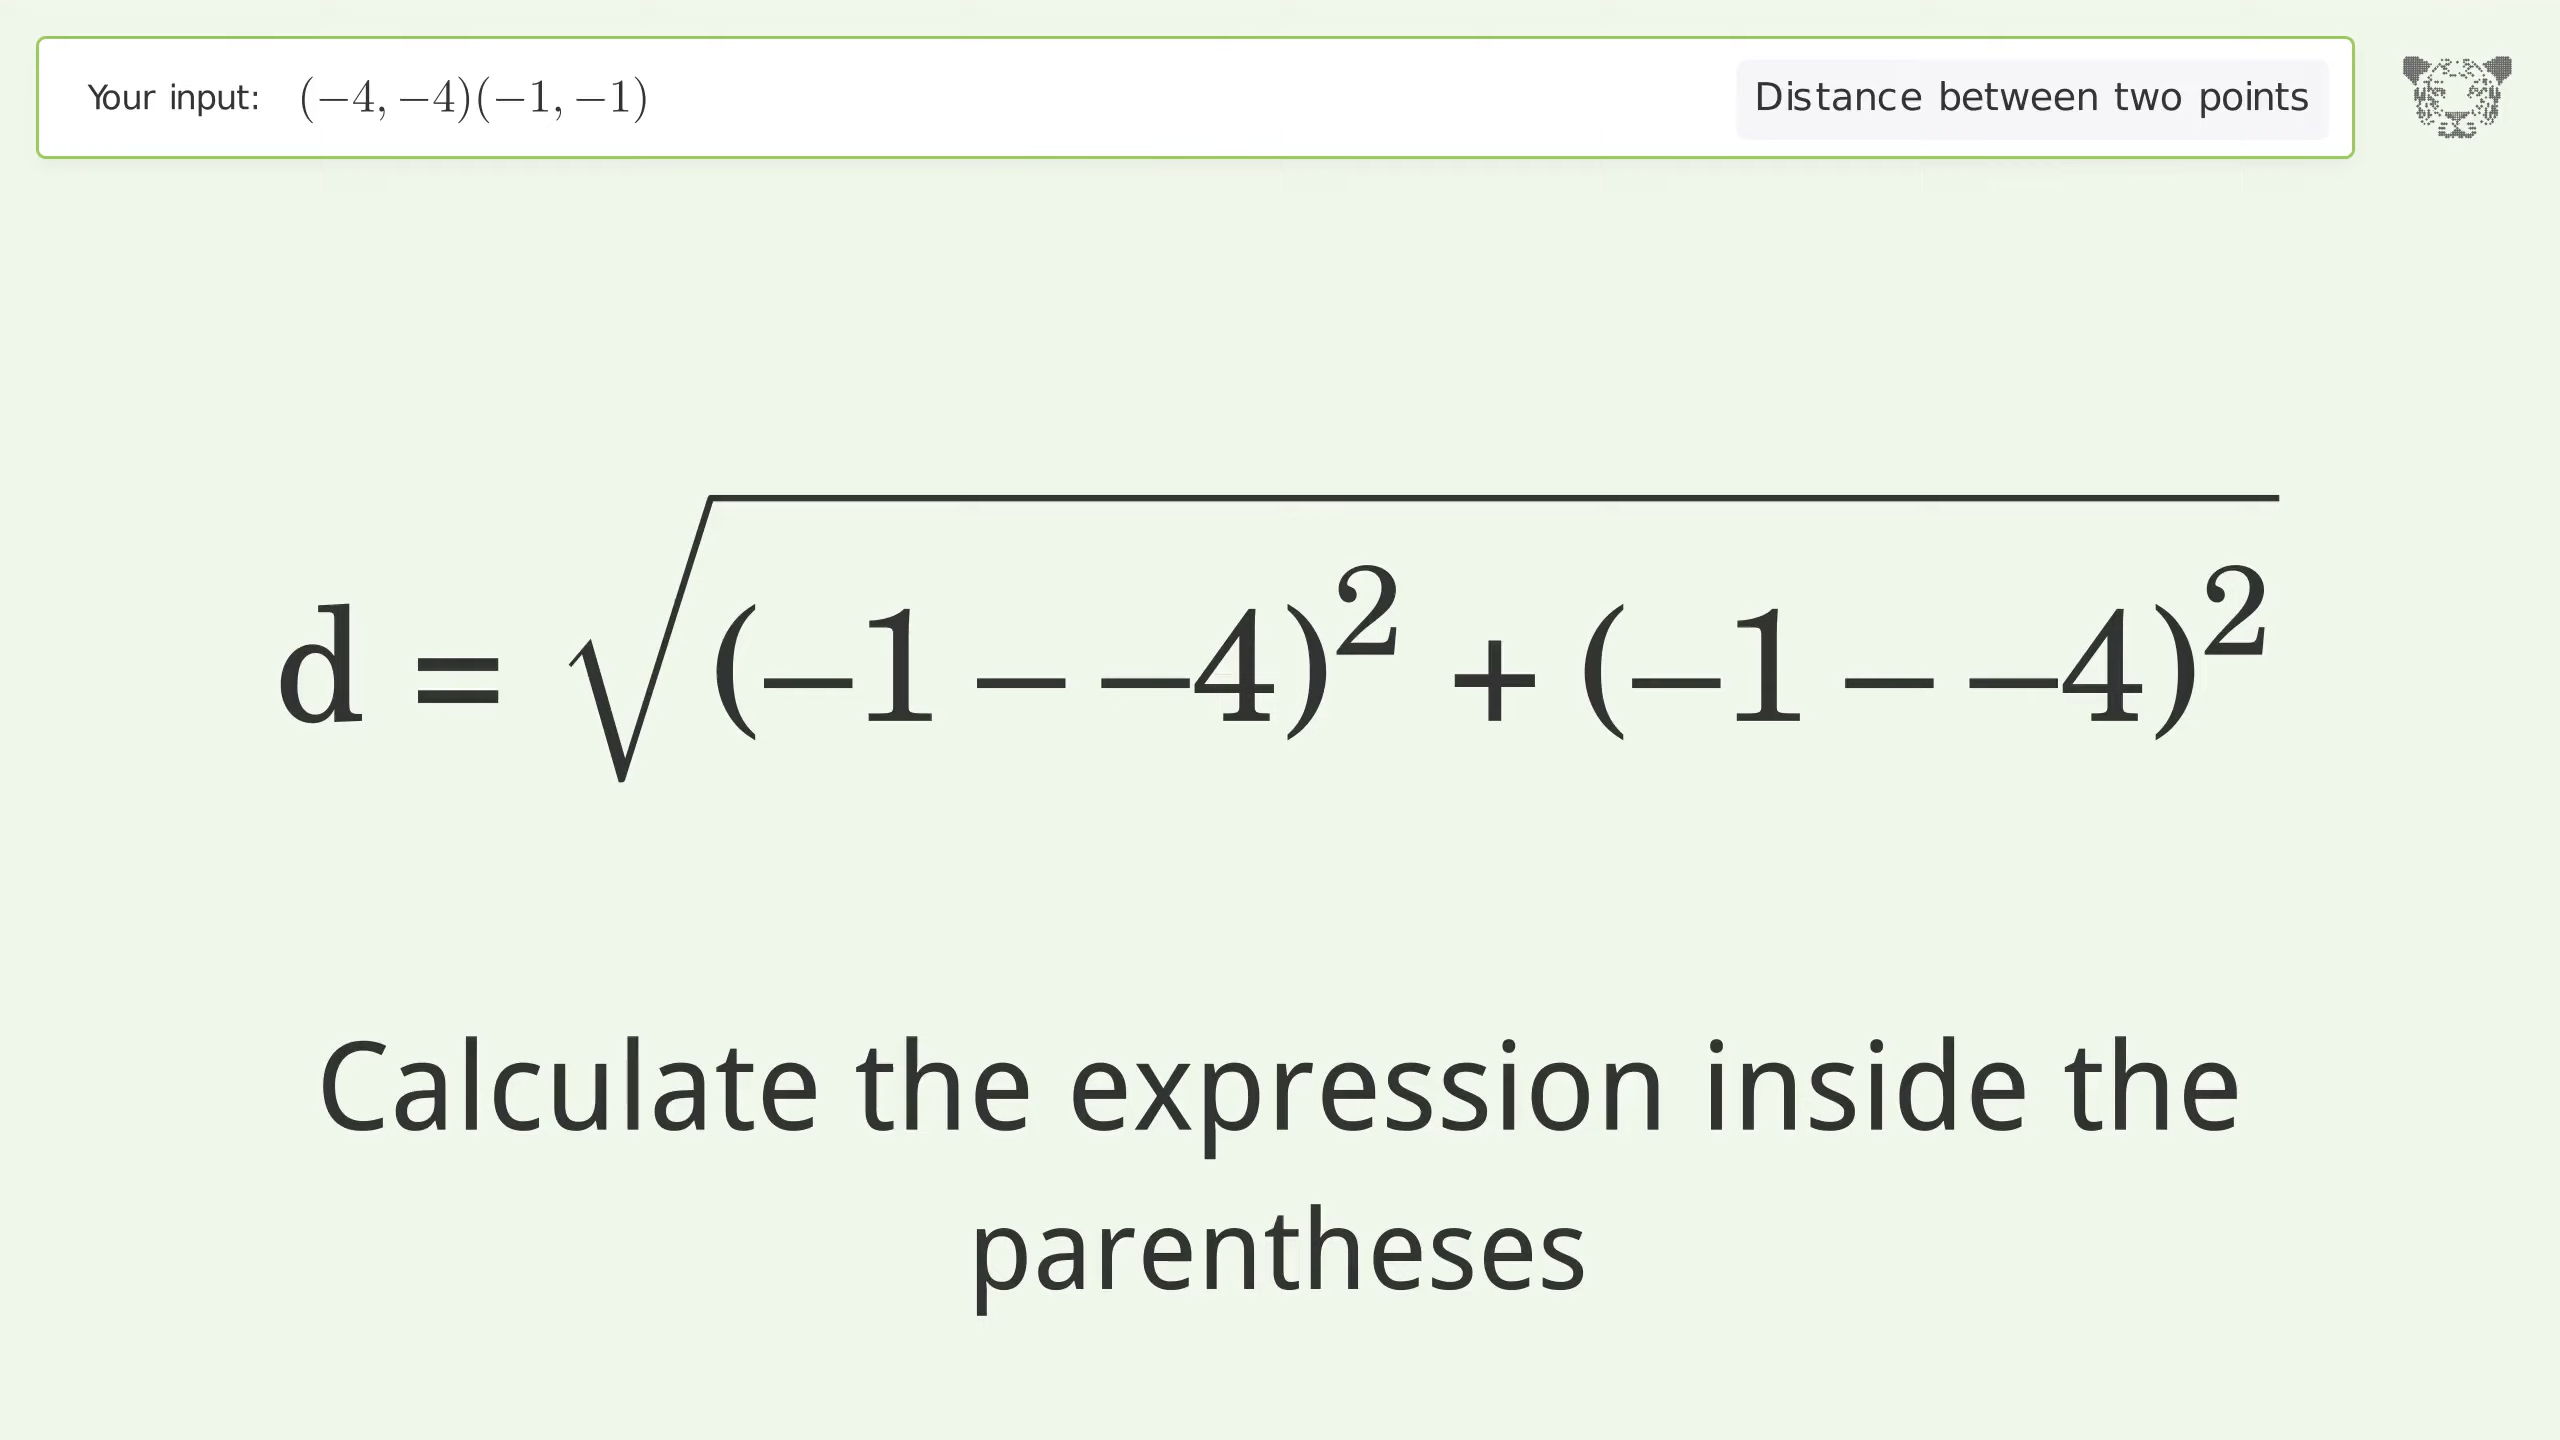 Your input: (−4, −4)(−1, −1)
Distance between two points
d = √(−1 − −4)² + (−1 − −4)²
Calculate the expression inside the
parentheses